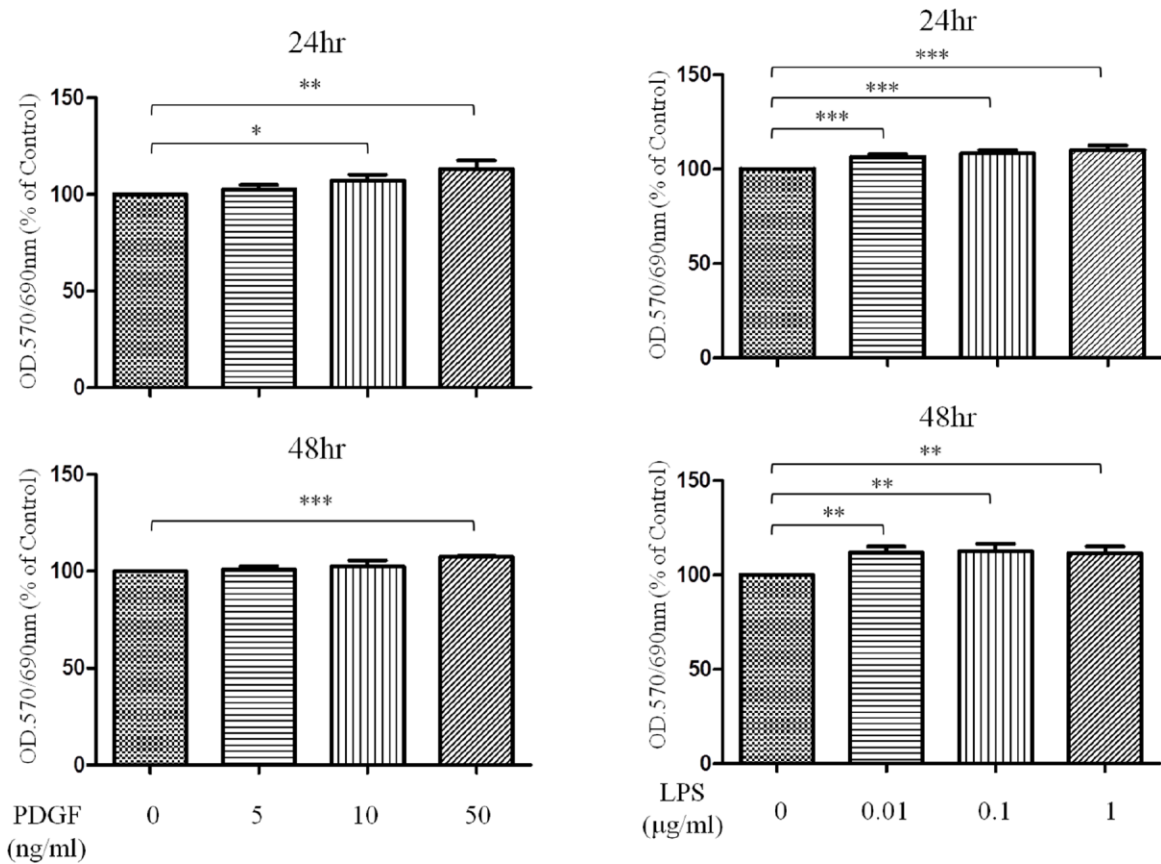 24hr
**
*
150
100
50
0
OD.570/690nm (% of Control)
48hr
***
150
100
50
0
OD.570/690nm (% of Control)
PDGF
(ng/ml)
0 5 10 50
24hr
***
***
***
150
100
50
0
OD.570/690nm (% of Control)
48hr
**
**
**
150
100
50
0
OD.570/690nm (% of Control)
LPS
(μg/ml)
0 0.01 0.1 1